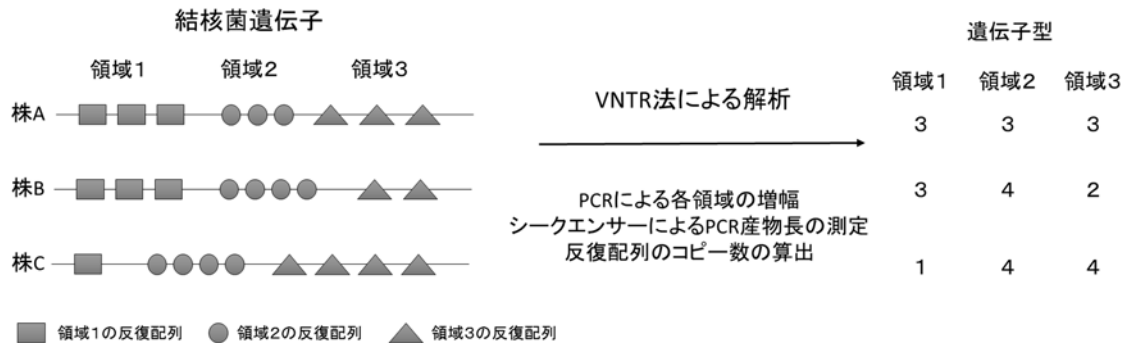 結核菌遺伝子
遺伝子型
領域1 領域2 領域3
VNTR法による解析
領域1 領域2 領域3
株A
3 3 3
株B
PCRによる各領域の増幅
3 4 2
シークエンサーによるPCR産物長の測定
反復配列のコピー数の算出
株C
1 4 4
領域1の反復配列 領域2の反復配列 領域3の反復配列